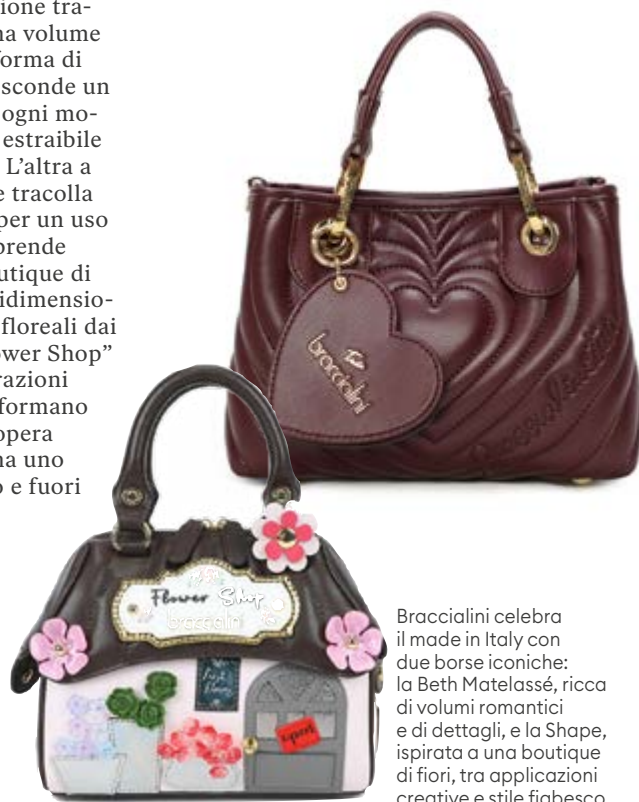 ione tra-
na volume
forma di
sconde un
ogni mo-
estraibile
L'altra a
e tracolla
per un uso
prende
utique di
idimensio-
floreali dai
ower Shop"
razioni
formano
opera
na uno
o e fuori
braccialini
Flower Shop
braccialini
Braccialini celebra
il made in Italy con
due borse iconiche:
la Beth Matelassé, ricca
di volumi romantici
e di dettagli, e la Shape,
ispirata a una boutique
di fiori, tra applicazioni
creative e stile fiabesco